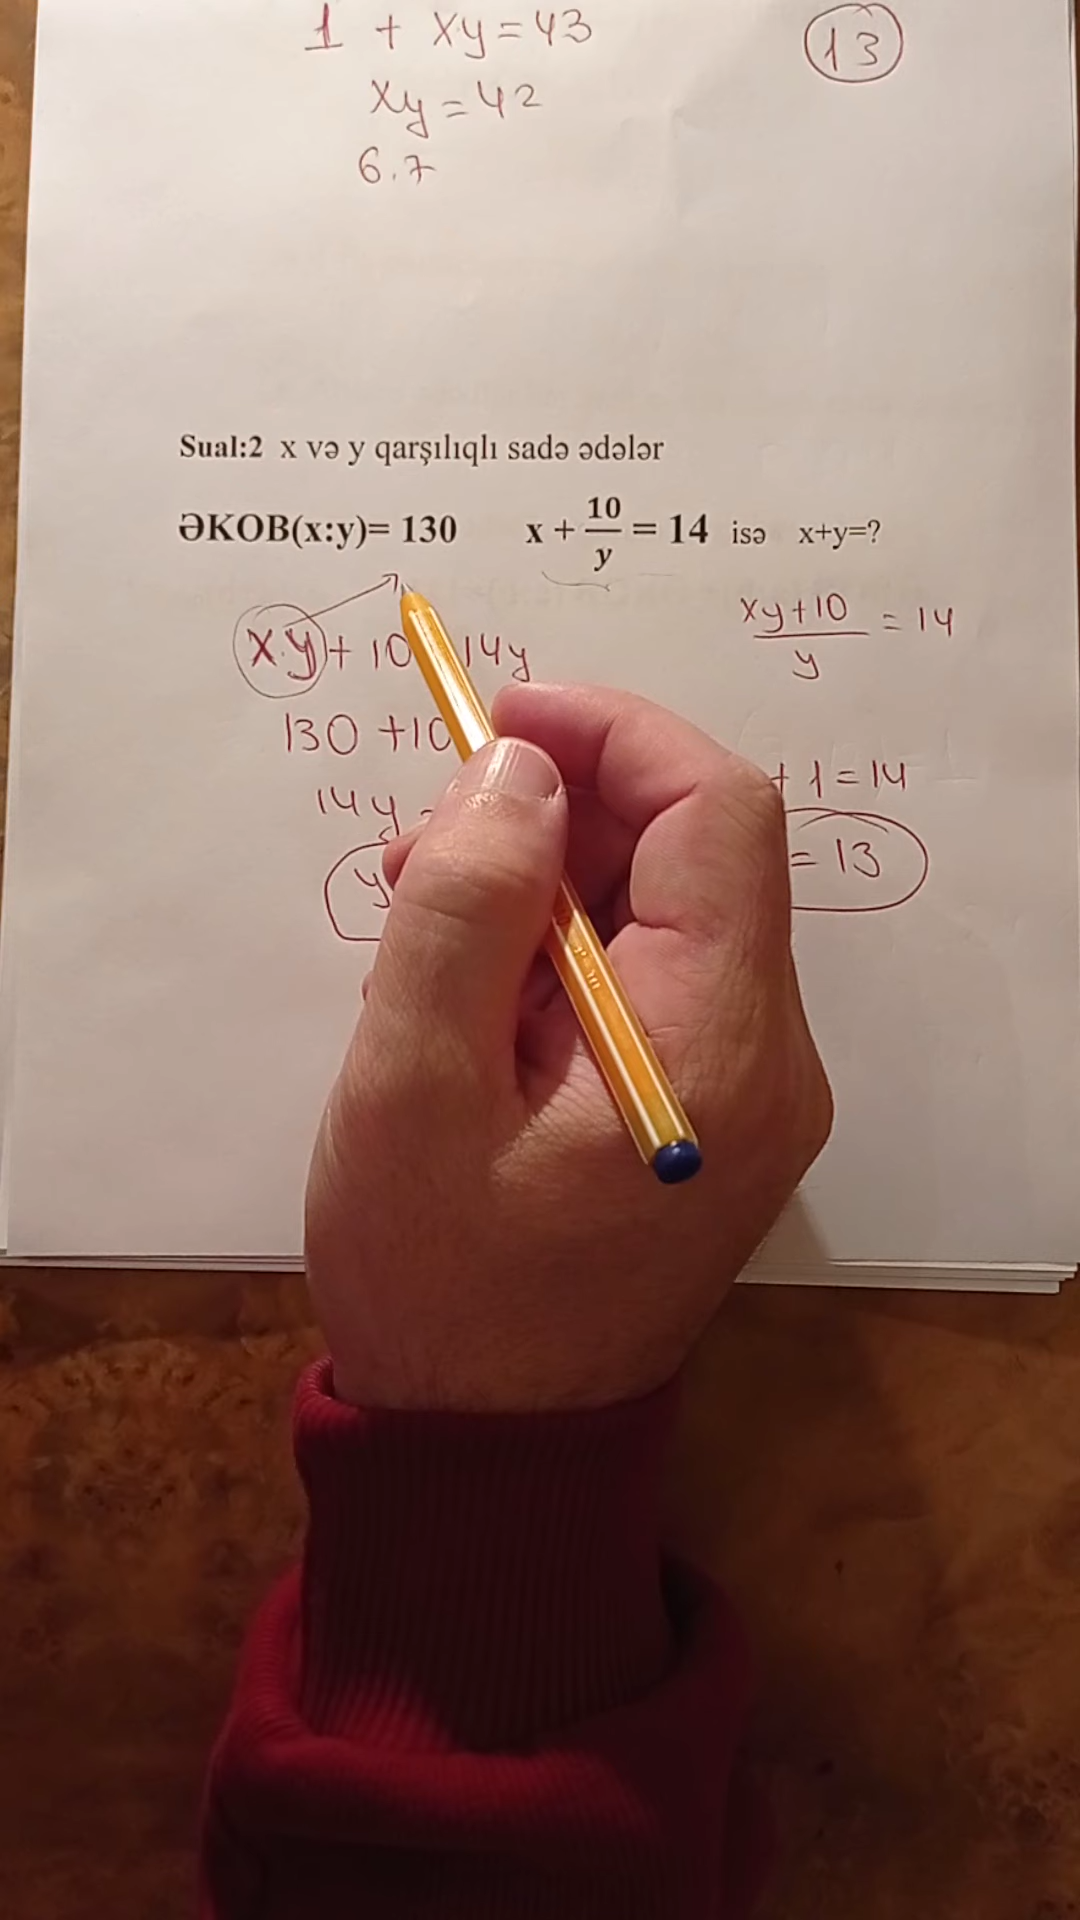 1 + xy = 43
13
xy = 42
6.7
Sual:2 x və y qarşılıqlı sadə ədələr
ƏKOB(x:y)= 130 x + 10/y = 14 isə x+y=?
x.y + 10 14y
xy+10/y = 14
130 +10
+ 1 = 14
14y
y
= 13